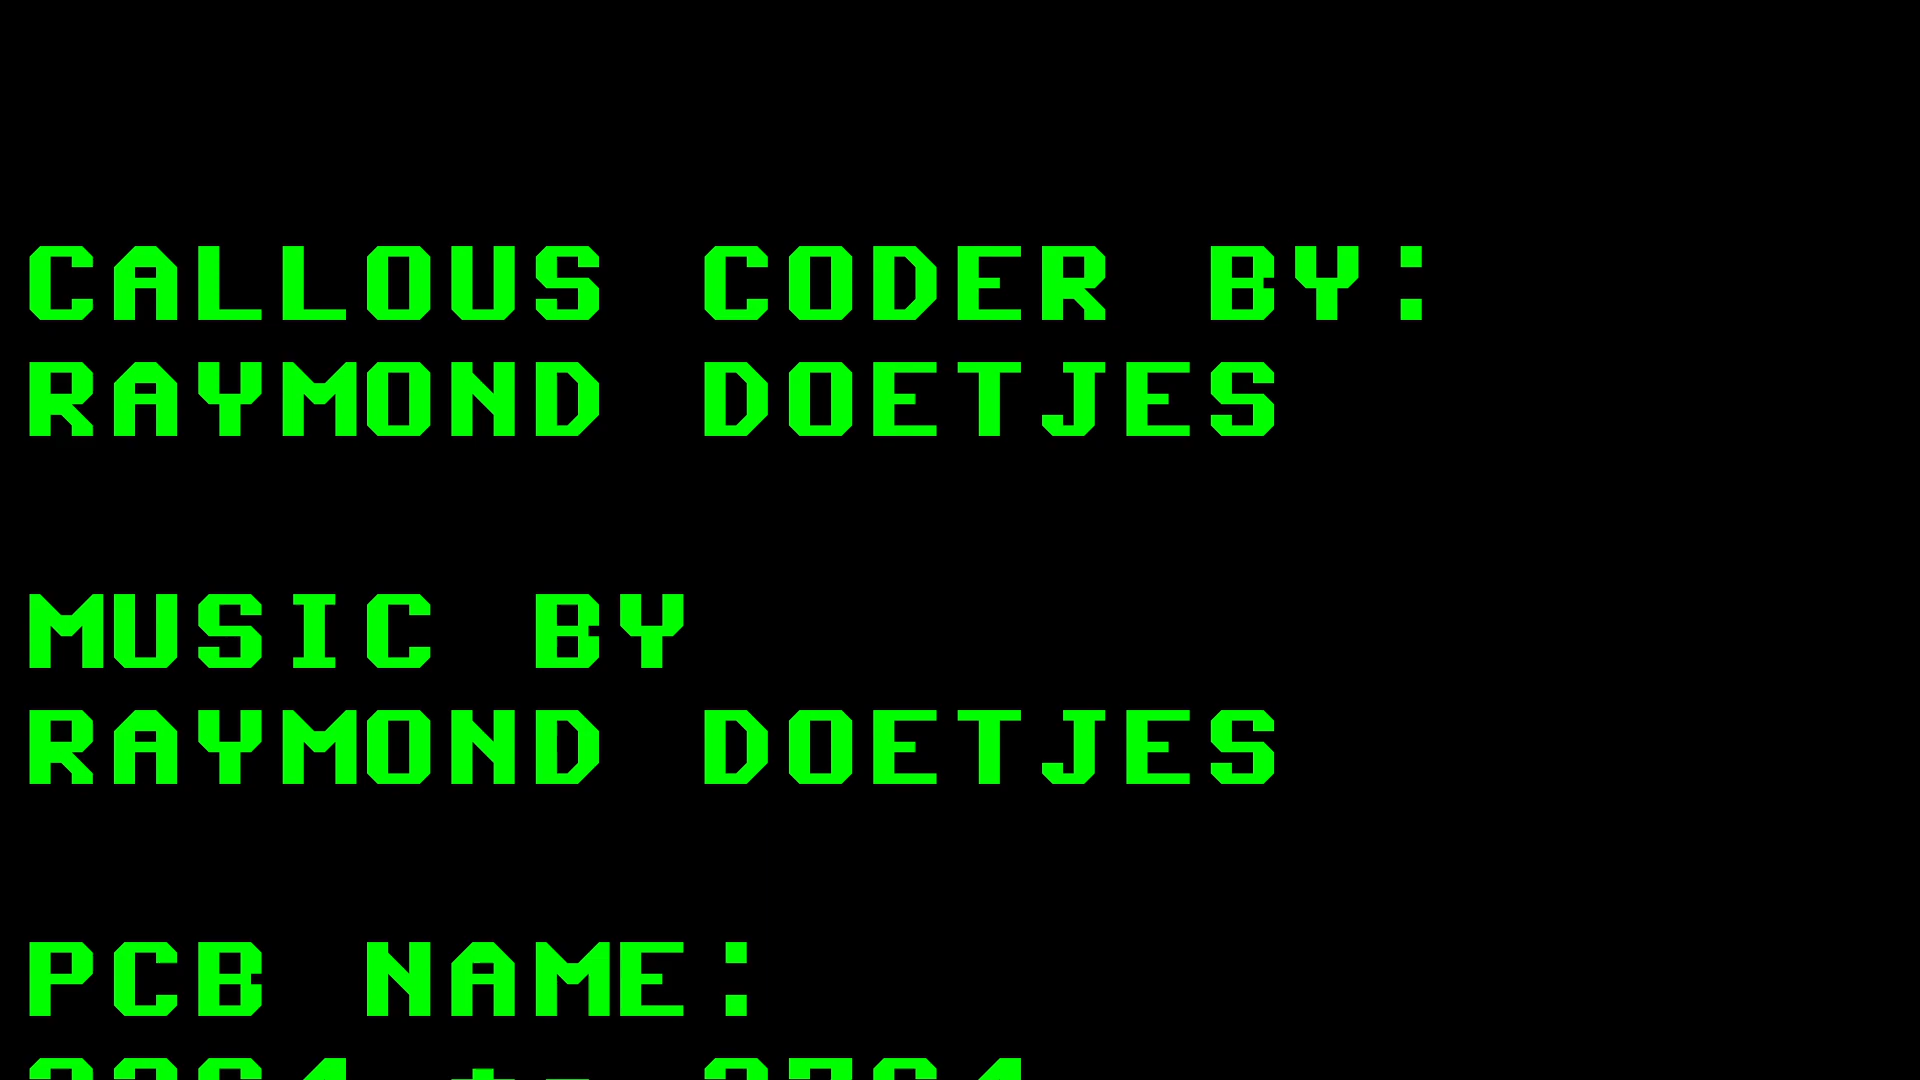 CALLOUS CODER BY:
RAYMOND DOETJES
MUSIC BY
RAYMOND DOETJES
PCB NAME: